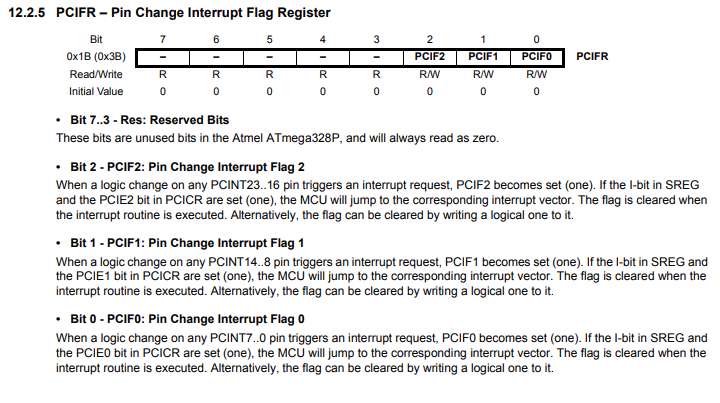 12.2.5 PCIFR – Pin Change Interrupt Flag Register
Bit 7 6 5 4 3 2 1 0
0x1B (0x3B) – – – – – PCIF2 PCIF1 PCIF0 PCIFR
Read/Write R R R R R R/W R/W R/W
Initial Value 0 0 0 0 0 0 0 0
• Bit 7..3 - Res: Reserved Bits
These bits are unused bits in the Atmel ATmega328P, and will always read as zero.
• Bit 2 - PCIF2: Pin Change Interrupt Flag 2
When a logic change on any PCINT23..16 pin triggers an interrupt request, PCIF2 becomes set (one). If the I-bit in SREG
and the PCIE2 bit in PCICR are set (one), the MCU will jump to the corresponding interrupt vector. The flag is cleared when
the interrupt routine is executed. Alternatively, the flag can be cleared by writing a logical one to it.
• Bit 1 - PCIF1: Pin Change Interrupt Flag 1
When a logic change on any PCINT14..8 pin triggers an interrupt request, PCIF1 becomes set (one). If the I-bit in SREG and
the PCIE1 bit in PCICR are set (one), the MCU will jump to the corresponding interrupt vector. The flag is cleared when the
interrupt routine is executed. Alternatively, the flag can be cleared by writing a logical one to it.
• Bit 0 - PCIF0: Pin Change Interrupt Flag 0
When a logic change on any PCINT7..0 pin triggers an interrupt request, PCIF0 becomes set (one). If the I-bit in SREG and
the PCIE0 bit in PCICR are set (one), the MCU will jump to the corresponding interrupt vector. The flag is cleared when the
interrupt routine is executed. Alternatively, the flag can be cleared by writing a logical one to it.